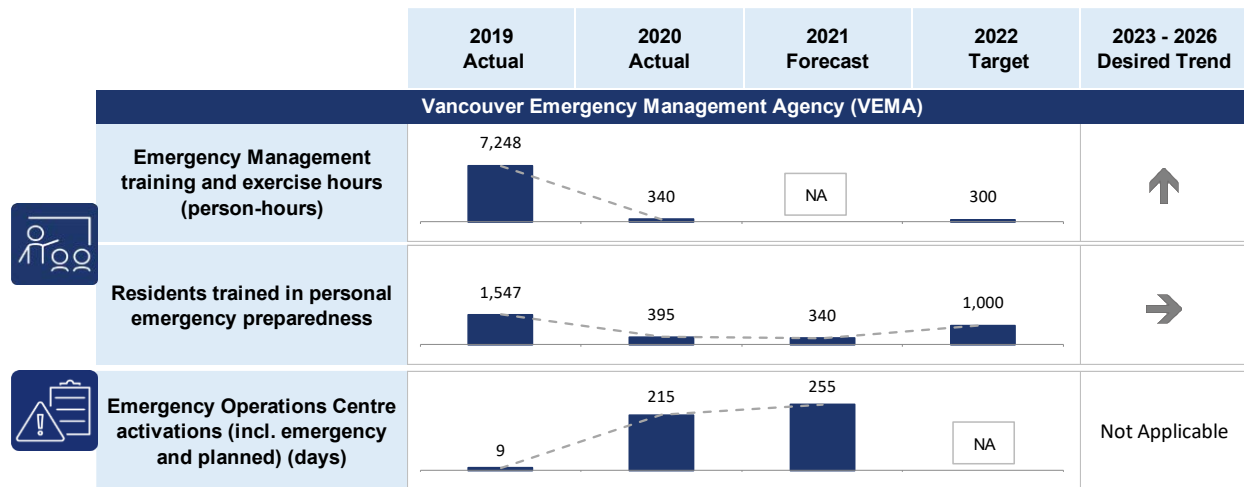 2019
Actual
2020
Actual
2021
Forecast
2022
Target
2023 - 2026
Desired Trend
Vancouver Emergency Management Agency (VEMA)
Emergency Management
training and exercise hours
(person-hours)
7,248
340
NA
300
Residents trained in personal
emergency preparedness
1,547
395
340
1,000
Emergency Operations Centre
activations (incl. emergency
and planned) (days)
9
215
255
NA
Not Applicable